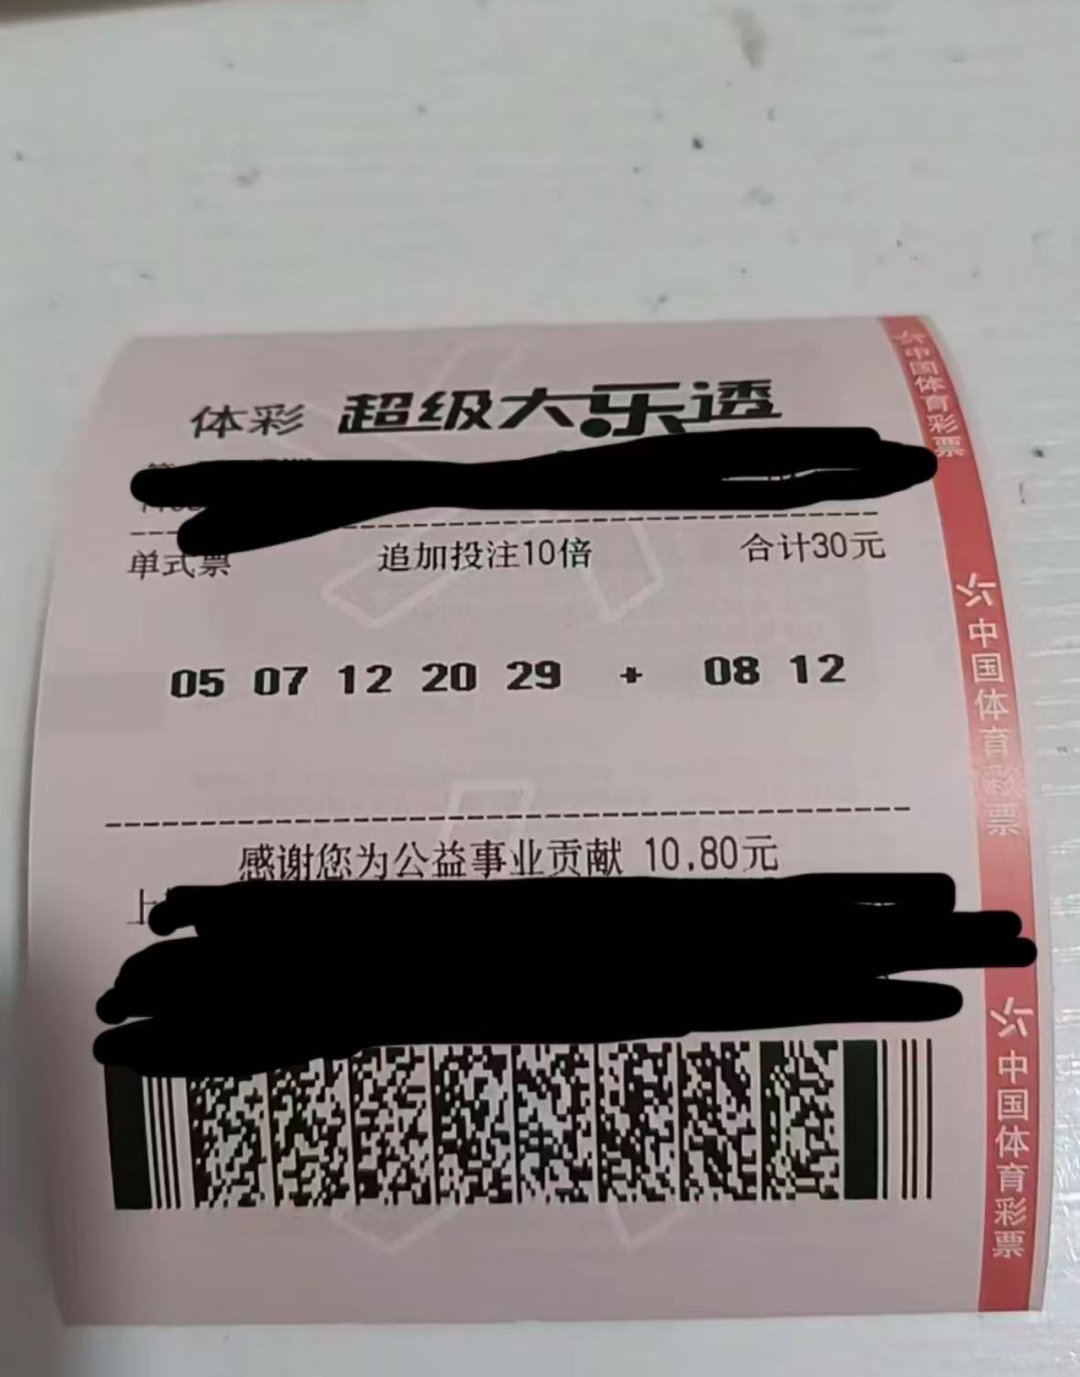 体彩 超级大乐透
单式票 追加投注10倍 合计30元
05 07 12 20 29 + 08 12
感谢您为公益事业贡献 10.80元
上
中国体育彩票
中国体育彩票
中国体育彩票